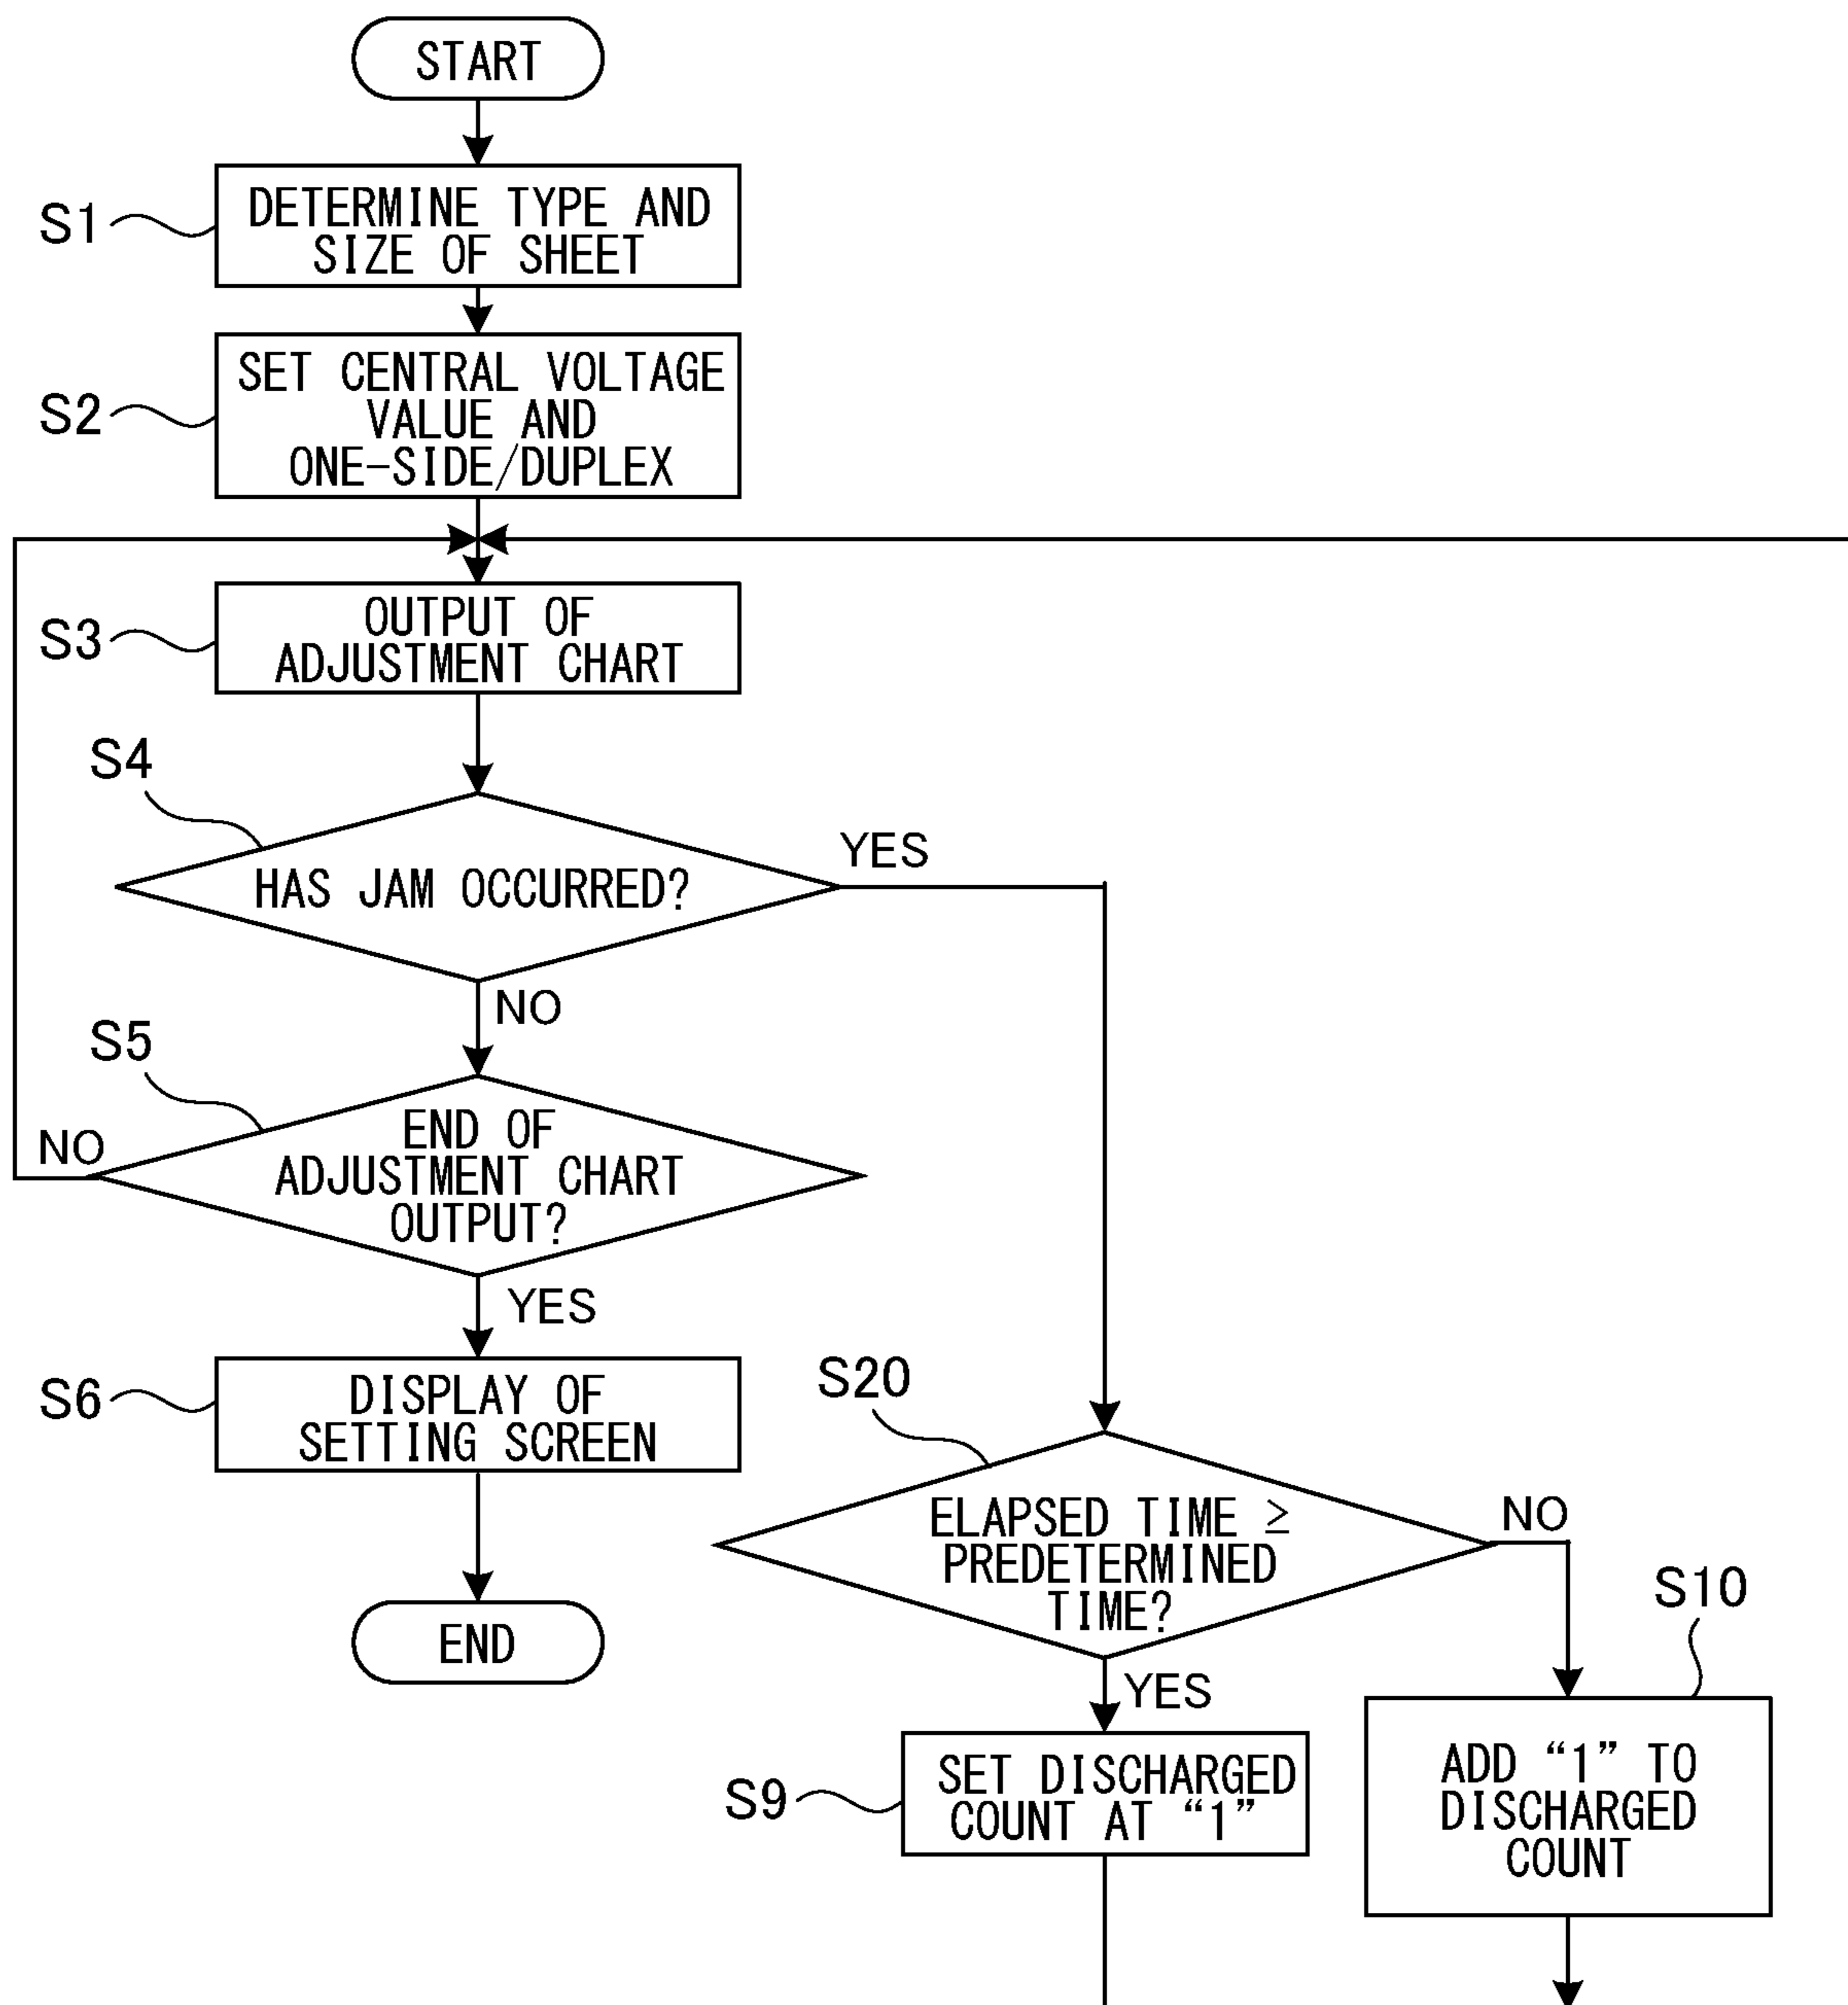 START
S1
DETERMINE TYPE AND
SIZE OF SHEET
S2
SET CENTRAL VOLTAGE
VALUE AND
ONE-SIDE/DUPLEX
S3
OUTPUT OF
ADJUSTMENT CHART
S4
HAS JAM OCCURRED?
YES
NO
S5
END OF
ADJUSTMENT CHART
OUTPUT?
NO
YES
S6
DISPLAY OF
SETTING SCREEN
END
S20
ELAPSED TIME ≥
PREDETERMINED
TIME?
NO
YES
S9
SET DISCHARGED
COUNT AT “1”
S10
ADD “1” TO
DISCHARGED
COUNT